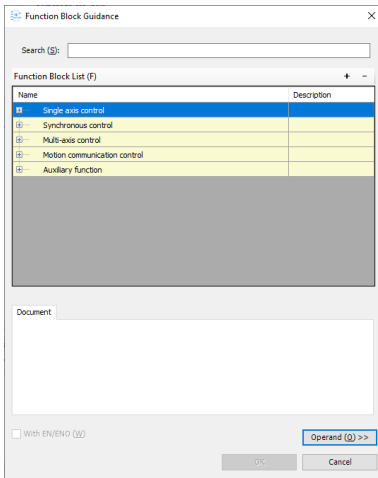 Function Block Guidance
Search (S):
Function Block List (F) + -
Name Description
Single axis control
Synchronous control
Multi-axis control
Motion communication control
Auxiliary function
Document
With EN/ENO (W)
Operand (O) >>
OK Cancel